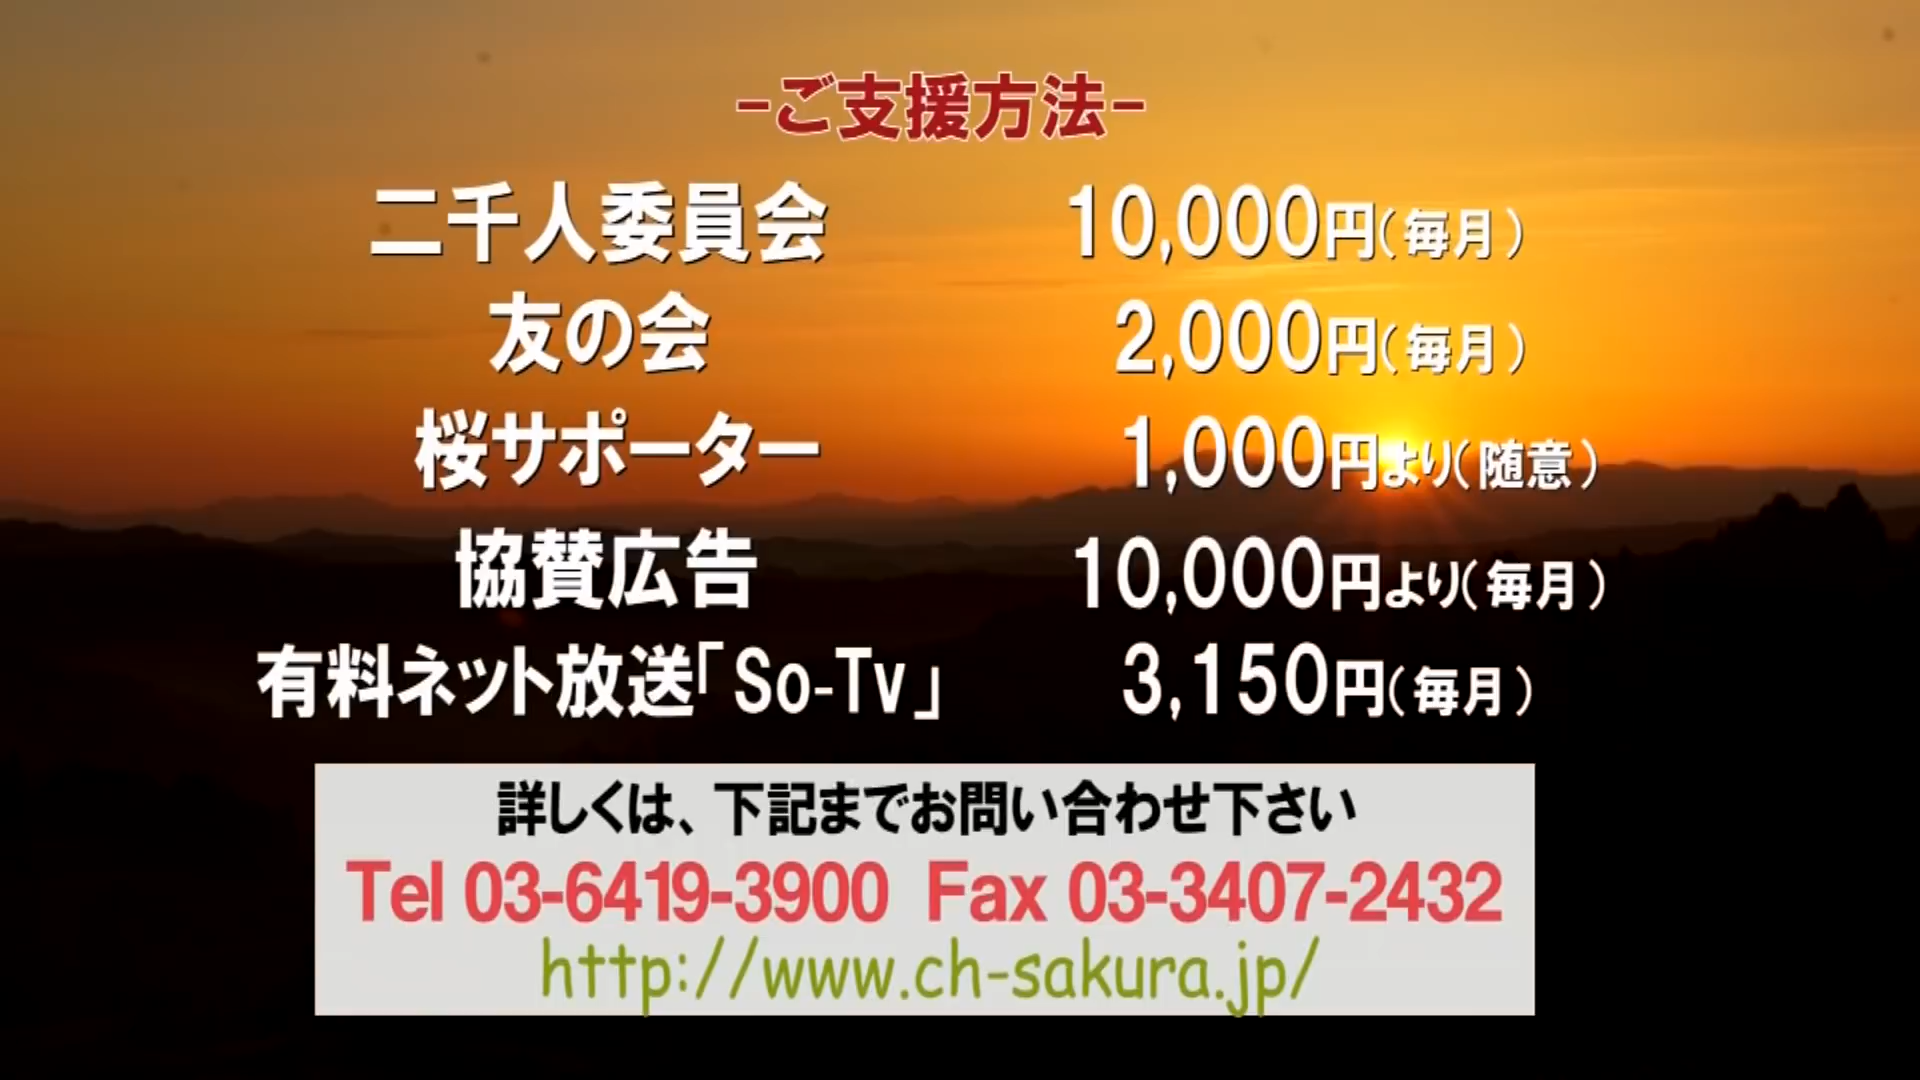 -ご支援方法-
二千人委員会 10,000円（毎月）
友の会 2,000円（毎月）
桜サポーター 1,000円より（随意）
協賛広告 10,000円より（毎月）
有料ネット放送「So-Tv」 3,150円（毎月）
詳しくは、下記までお問い合わせ下さい
Tel 03-6419-3900 Fax 03-3407-2432
http://www.ch-sakura.jp/